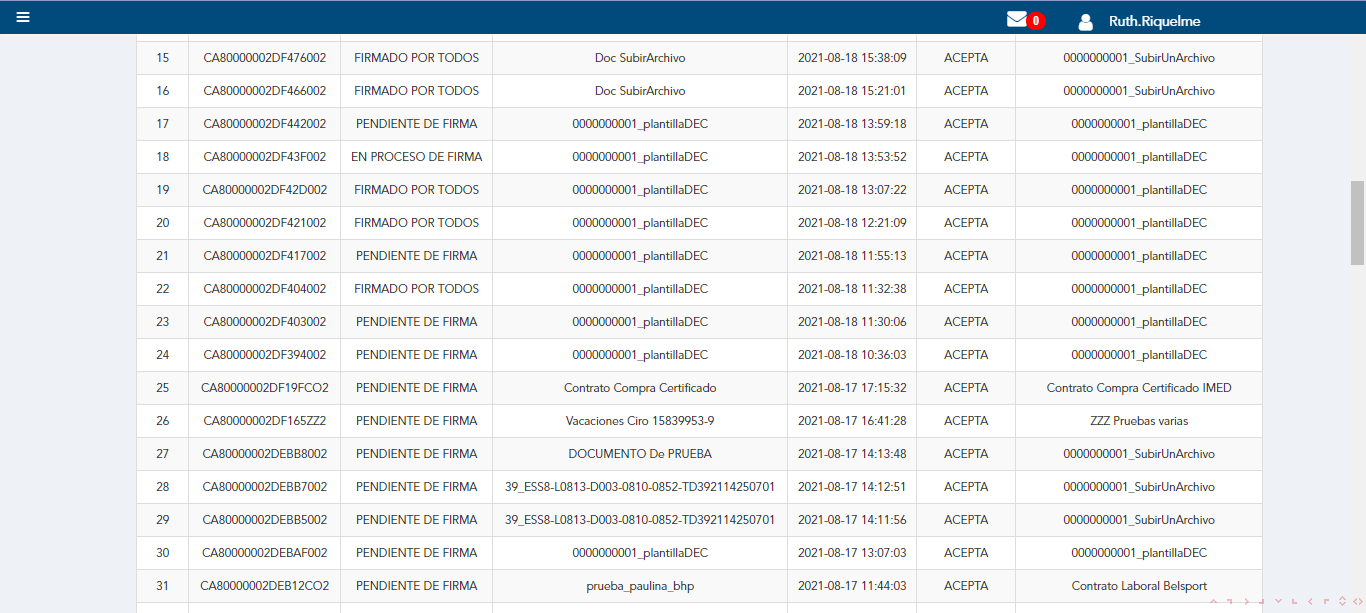 0 Ruth.Riquelme
15 CA80000002DF476002 FIRMADO POR TODOS Doc SubirArchivo 2021-08-18 15:38:09 ACEPTA 0000000001_SubirUnArchivo
16 CA80000002DF466002 FIRMADO POR TODOS Doc SubirArchivo 2021-08-18 15:21:01 ACEPTA 0000000001_SubirUnArchivo
17 CA80000002DF442002 PENDIENTE DE FIRMA 0000000001_plantillaDEC 2021-08-18 13:59:18 ACEPTA 0000000001_plantillaDEC
18 CA80000002DF43F002 EN PROCESO DE FIRMA 0000000001_plantillaDEC 2021-08-18 13:53:52 ACEPTA 0000000001_plantillaDEC
19 CA80000002DF42D002 FIRMADO POR TODOS 0000000001_plantillaDEC 2021-08-18 13:07:22 ACEPTA 0000000001_plantillaDEC
20 CA80000002DF421002 FIRMADO POR TODOS 0000000001_plantillaDEC 2021-08-18 12:21:09 ACEPTA 0000000001_plantillaDEC
21 CA80000002DF417002 PENDIENTE DE FIRMA 0000000001_plantillaDEC 2021-08-18 11:55:13 ACEPTA 0000000001_plantillaDEC
22 CA80000002DF404002 FIRMADO POR TODOS 0000000001_plantillaDEC 2021-08-18 11:32:38 ACEPTA 0000000001_plantillaDEC
23 CA80000002DF403002 PENDIENTE DE FIRMA 0000000001_plantillaDEC 2021-08-18 11:30:06 ACEPTA 0000000001_plantillaDEC
24 CA80000002DF394002 PENDIENTE DE FIRMA 0000000001_plantillaDEC 2021-08-18 10:36:03 ACEPTA 0000000001_plantillaDEC
25 CA80000002DF19FCO2 PENDIENTE DE FIRMA Contrato Compra Certificado 2021-08-17 17:15:32 ACEPTA Contrato Compra Certificado IMED
26 CA80000002DF165ZZ2 PENDIENTE DE FIRMA Vacaciones Ciro 15839953-9 2021-08-17 16:41:28 ACEPTA ZZZ Pruebas varias
27 CA80000002DEBB8002 PENDIENTE DE FIRMA DOCUMENTO De PRUEBA 2021-08-17 14:13:48 ACEPTA 0000000001_SubirUnArchivo
28 CA80000002DEBB7002 PENDIENTE DE FIRMA 39_ESS8-L0813-D003-0810-0852-TD392114250701 2021-08-17 14:12:51 ACEPTA 0000000001_SubirUnArchivo
29 CA80000002DEBB5002 PENDIENTE DE FIRMA 39_ESS8-L0813-D003-0810-0852-TD392114250701 2021-08-17 14:11:56 ACEPTA 0000000001_SubirUnArchivo
30 CA80000002DEBAF002 PENDIENTE DE FIRMA 0000000001_plantillaDEC 2021-08-17 13:07:03 ACEPTA 0000000001_plantillaDEC
31 CA80000002DEB12CO2 PENDIENTE DE FIRMA prueba_paulina_bhp 2021-08-17 11:44:03 ACEPTA Contrato Laboral Belsport